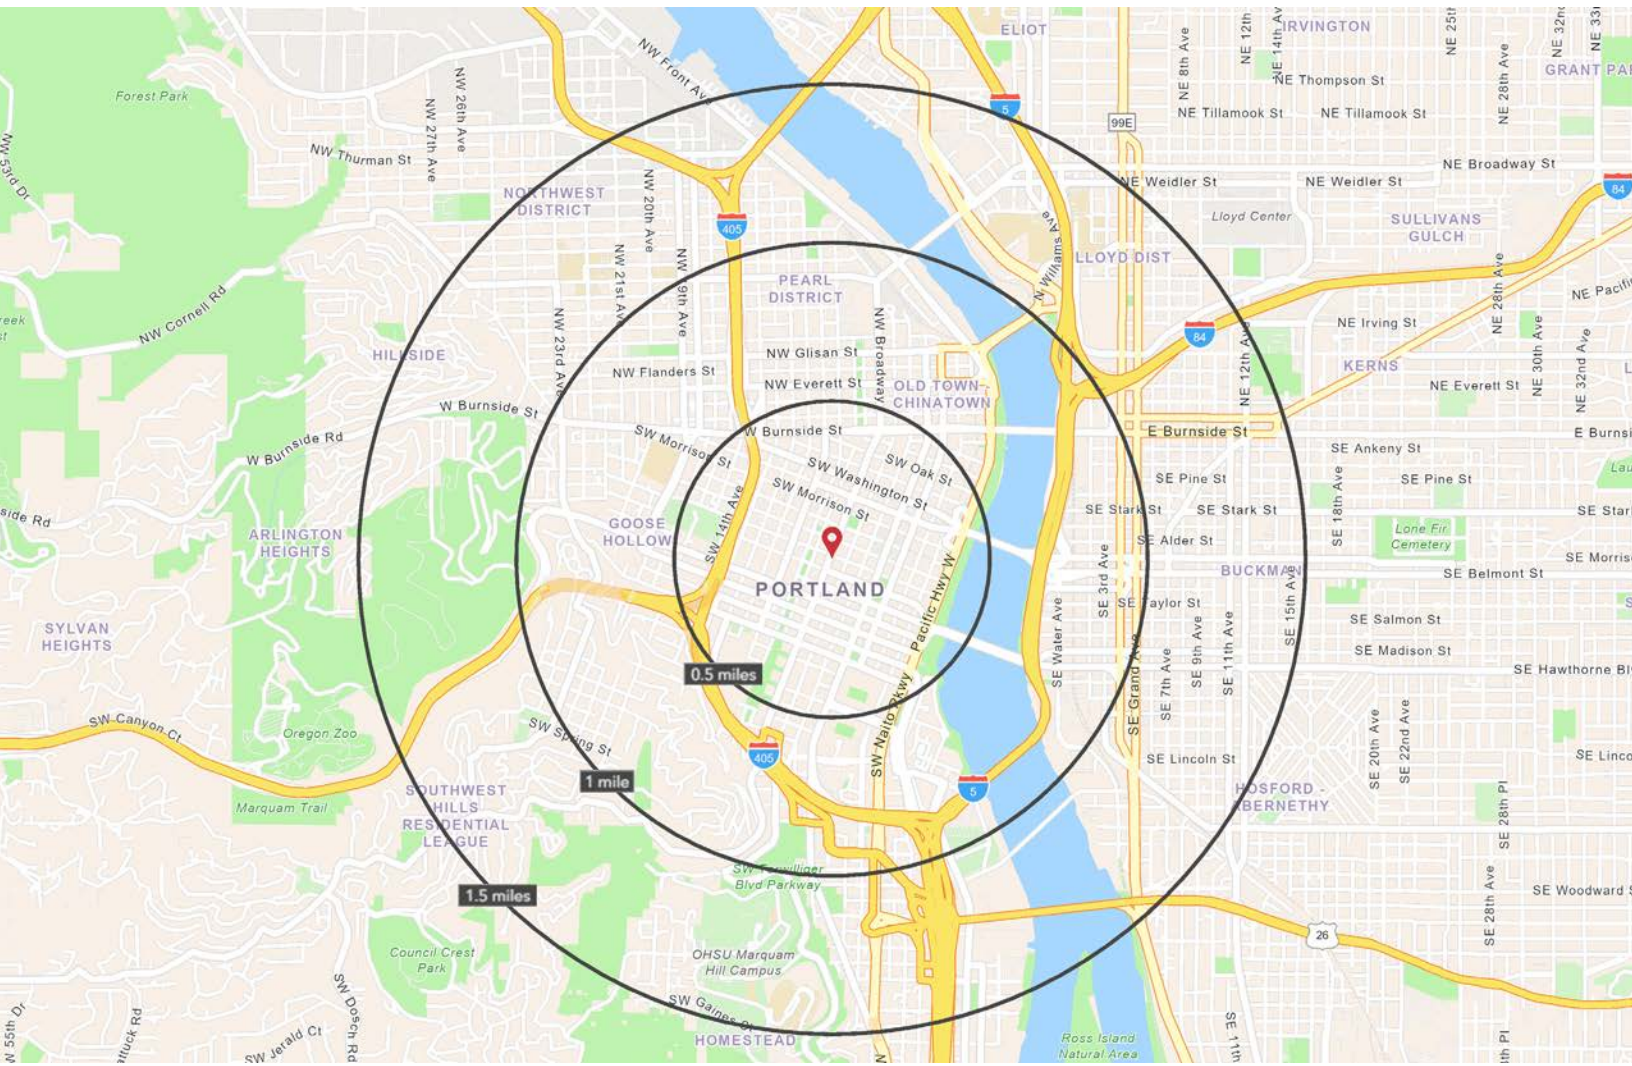 ELIOT
IRVINGTON
NE 8th Ave
NE 12th
NE 14th Av
NE 25th
NE 28th Ave
NE 32nd
NE 33
NW Front Ave
NE Thompson St
GRANT PA
Forest Park
NW 26th Ave
NW 27th Ave
5
99E
NE Tillamook St
NE Tillamook St
NW 53rd Dr
NW Thurman St
NE Broadway St
NORTHWEST
DISTRICT
NW 20th Ave
NE Weidler St
NE Weidler St
84
405
N Williams Ave
Lloyd Center
SULLIVANS
GULCH
NW 21st Ave
NW 19th Ave
PEARL
DISTRICT
LLOYD DIST
NW Cornell Rd
reek
st
NW 23rd Ave
NW Broadway
NE 28th Ave
NE Pacific
84
NE Irving St
HILLSIDE
NW Glisan St
NE 12th Ave
NE 30th Ave
NE 32nd Ave
NW Flanders St
NW Everett St
OLD TOWN-
CHINATOWN
KERNS
L
NE Everett St
W Burnside St
W Burnside Rd
SW Morrison St
W Burnside St
E Burnside St
E Burnsi
SW Oak St
SE Ankeny St
SW Washington St
SE Pine St
SE Pine St
Lau
SW Morrison St
side Rd
SW 14th Ave
SE Stark St
SE Stark St
SE 18th Ave
SE Star
GOOSE
HOLLOW
ARLINGTON
HEIGHTS
Lone Fir
Cemetery
SE Alder St
SE Morris
SE 3rd Ave
BUCKMAN
SE Belmont St
PORTLAND
Pacific Hwy W
SE Taylor St
SE 15th Ave
S
SE Salmon St
SYLVAN
HEIGHTS
SE Water Ave
SE 9th Ave
SE 11th Ave
SE Madison St
0.5 miles
SE Grand Ave
SE 7th Ave
SE Hawthorne Bl
SW Canyon Ct
Oregon Zoo
SW Spring St
SW Naito Pkwy
405
SE Lincoln St
SE 20th Ave
SE 22nd Ave
SE Linco
1 mile
5
Marquam Trail
SOUTHWEST
HILLS
RESIDENTIAL
LEAGUE
HOSFORD -
ABERNETHY
SE 28th Pl
SW Terwilliger
Blvd Parkway
1.5 miles
SE 28th Ave
SE Woodward S
26
Council Crest
Park
OHSU Marquam
Hill Campus
SW Dosch Rd
SW Gaines St
HOMESTEAD
W 55th Dr
attuck Rd
SW Jerald Ct
N
Ross Island
Natural Area
SE 11th
th Pl